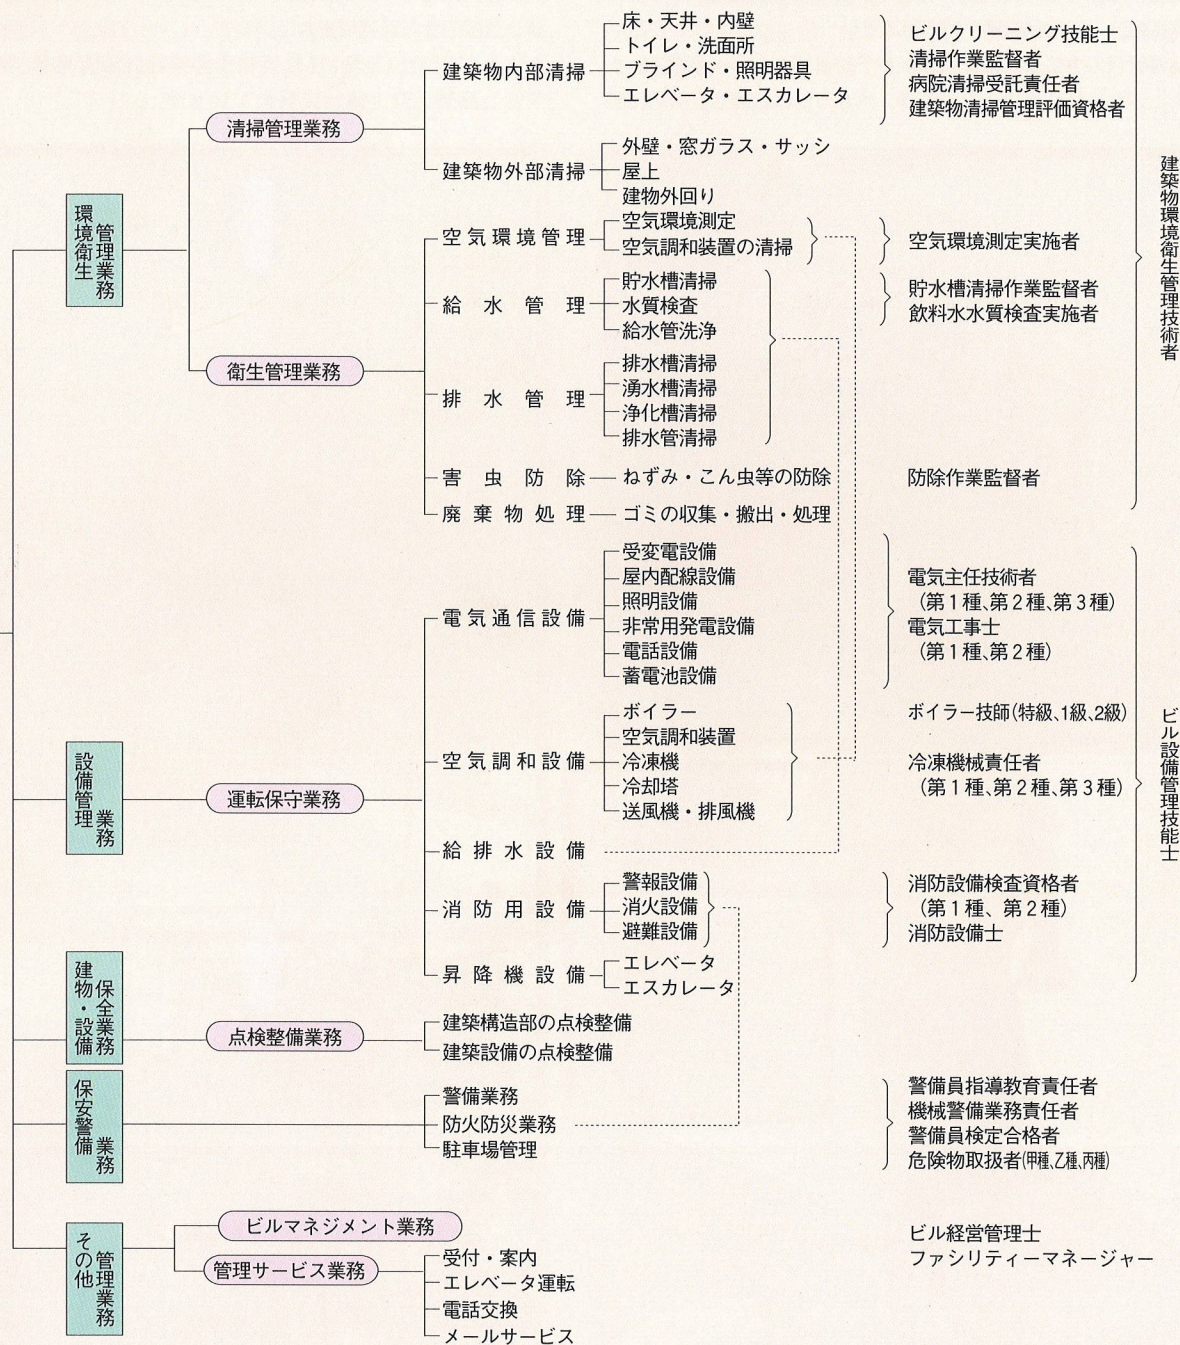 環境衛生管理業務
清掃管理業務
建築物内部清掃
床・天井・内壁
トイレ・洗面所
ブラインド・照明器具
エレベータ・エスカレータ
ビルクリーニング技能士
清掃作業監督者
病院清掃受託責任者
建築物清掃管理評価資格者
建築物外部清掃
外壁・窓ガラス・サッシ
屋上
建物外回り
衛生管理業務
空気環境管理
空気環境測定
空気調和装置の清掃
空気環境測定実施者
給水管理
貯水槽清掃
水質検査
給水管洗浄
貯水槽清掃作業監督者
飲料水水質検査実施者
排水管理
排水槽清掃
湧水槽清掃
浄化槽清掃
排水管清掃
害虫防除
ねずみ・こん虫等の防除
防除作業監督者
廃棄物処理
ゴミの収集・搬出・処理
建築物環境衛生管理技術者
設備管理業務
運転保守業務
電気通信設備
受変電設備
屋内配線設備
照明設備
非常用発電設備
電話設備
蓄電池設備
電気主任技術者
(第1種、第2種、第3種)
電気工事士
(第1種、第2種)
空気調和設備
ボイラー
空気調和装置
冷凍機
冷却塔
送風機・排風機
ボイラー技師(特級、1級、2級)
冷凍機械責任者
(第1種、第2種、第3種)
給排水設備
消防用設備
警報設備
消火設備
避難設備
消防設備検査資格者
(第1種、第2種)
消防設備士
昇降機設備
エレベータ
エスカレータ
ビル設備管理技能士
建物・設備保全業務
点検整備業務
建築構造部の点検整備
建築設備の点検整備
保安警備業務
警備業務
防火防災業務
駐車場管理
警備員指導教育責任者
機械警備業務責任者
警備員検定合格者
危険物取扱者(甲種、乙種、丙種)
その他管理業務
ビルマネジメント業務
ビル経営管理士
ファシリティーマネージャー
管理サービス業務
受付・案内
エレベータ運転
電話交換
メールサービス